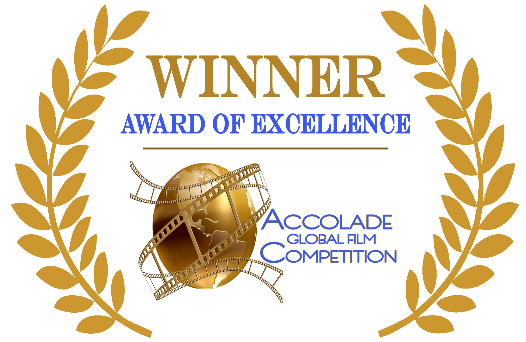 WINNER
AWARD OF EXCELLENCE
ACCOLADE
GLOBAL FILM
COMPETITION